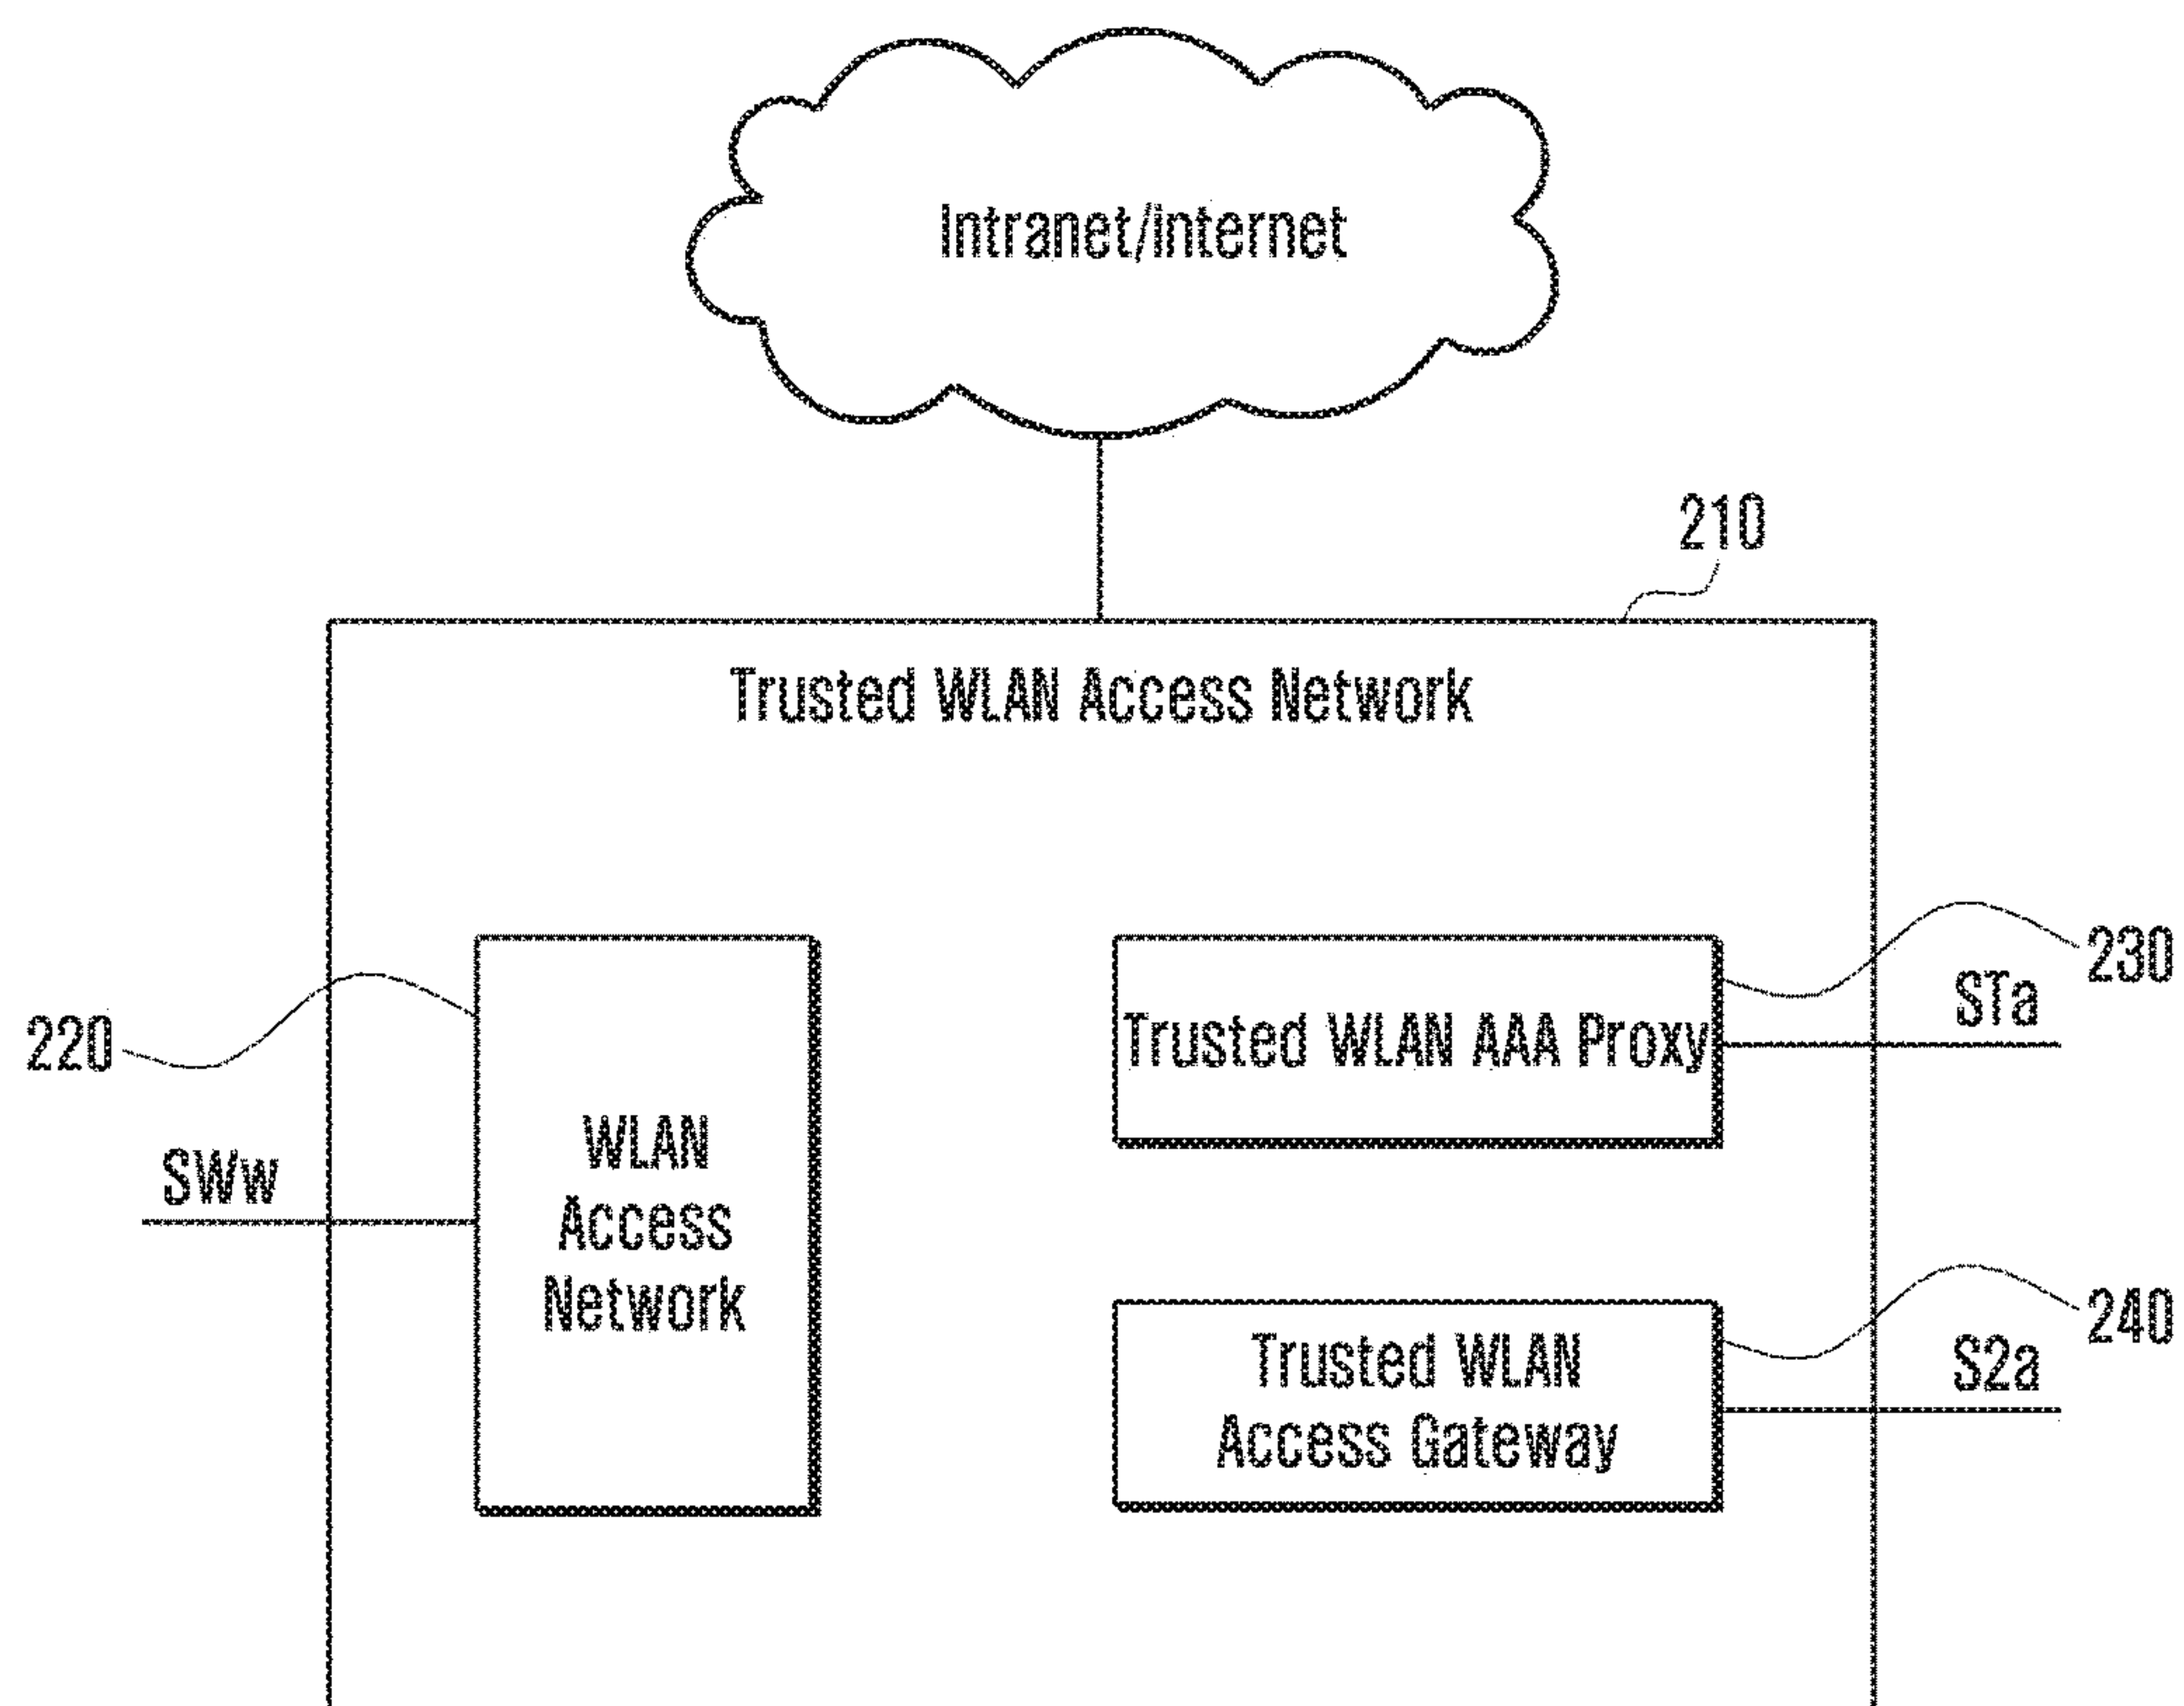 Intranet/internet
210
Trusted WLAN Access Network
230
STa
Trusted WLAN AAA Proxy
220
WLAN
Access
Network
SWw
240
S2a
Trusted WLAN
Access Gateway